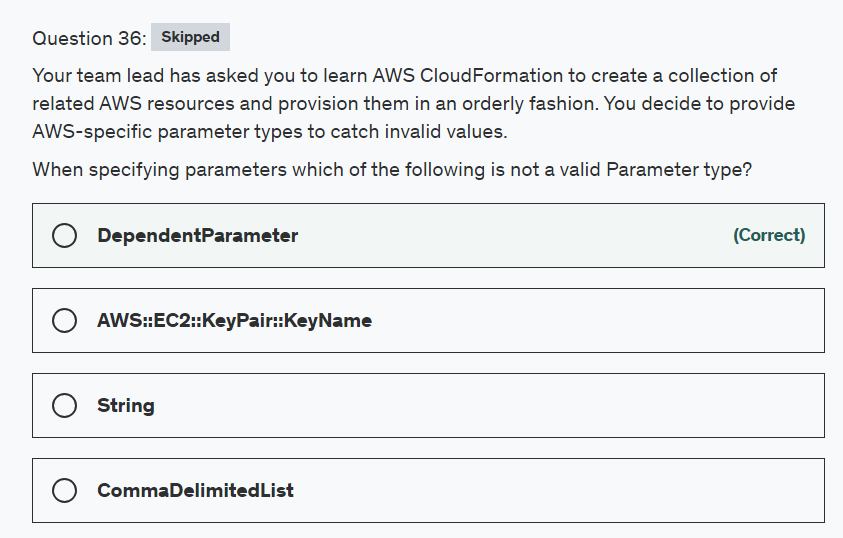 Question 36: Skipped
Your team lead has asked you to learn AWS CloudFormation to create a collection of
related AWS resources and provision them in an orderly fashion. You decide to provide
AWS-specific parameter types to catch invalid values.
When specifying parameters which of the following is not a valid Parameter type?
DependentParameter (Correct)
AWS::EC2::KeyPair::KeyName
String
CommaDelimitedList